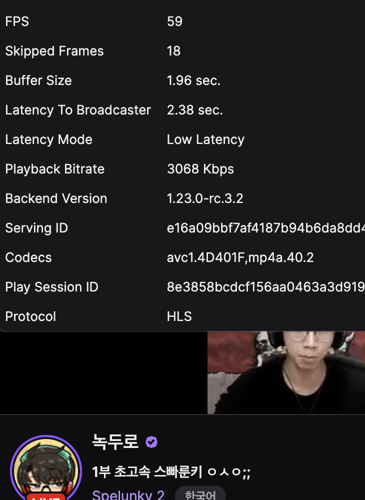 FPS 59
Skipped Frames 18
Buffer Size 1.96 sec.
Latency To Broadcaster 2.38 sec.
Latency Mode Low Latency
Playback Bitrate 3068 Kbps
Backend Version 1.23.0-rc.3.2
Serving ID e16a09bbf7af4187b94b6da8dd4
Codecs avc1.4D401F,mp4a.40.2
Play Session ID 8e3858bcdcf156aa0463a3d919
Protocol HLS
녹두로
1부 초고속 스빠룬키 ㅇㅅㅇ;;
Spelunky 2 한국어